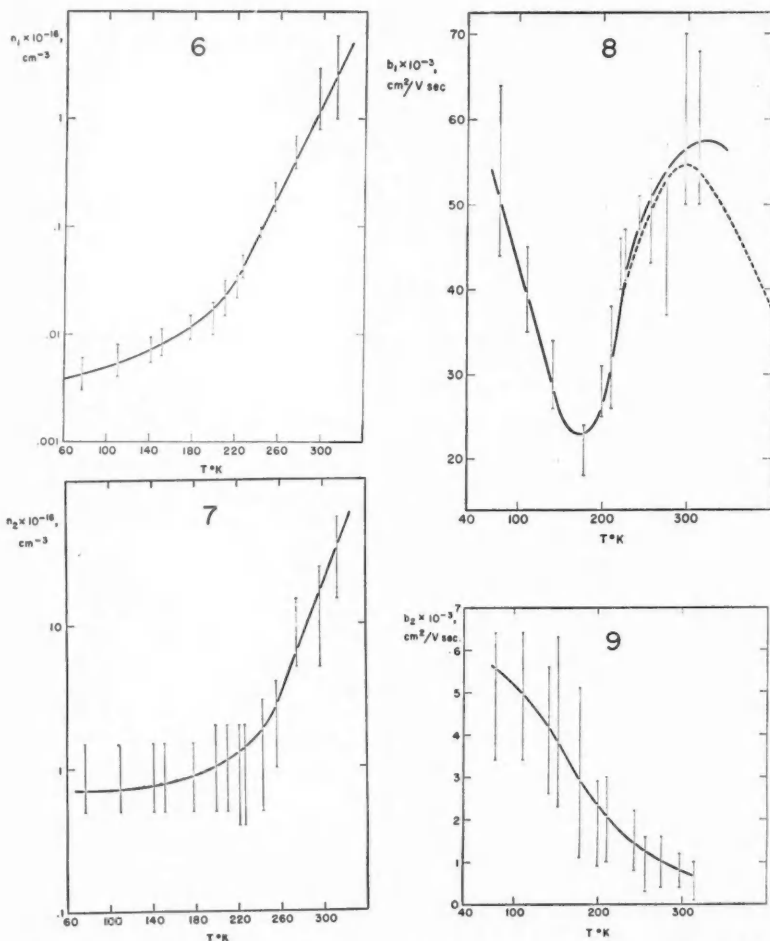 n₁ × 10⁻¹⁶,
cm⁻³
6
1
.1
.01
.001
60 100 140 180 220 260 300
T °K
8
70
b₁ × 10⁻³,
cm²/V sec
60
50
40
30
20
40 100 200 300
T °K
n₂ × 10⁻¹⁶,
cm⁻³
7
10
1
.1
60 100 140 180 220 260 300
T °K
9
7
b₂ × 10⁻³,
cm²/V sec.
6
5
4
3
2
1
0
40 100 200 300
T °K